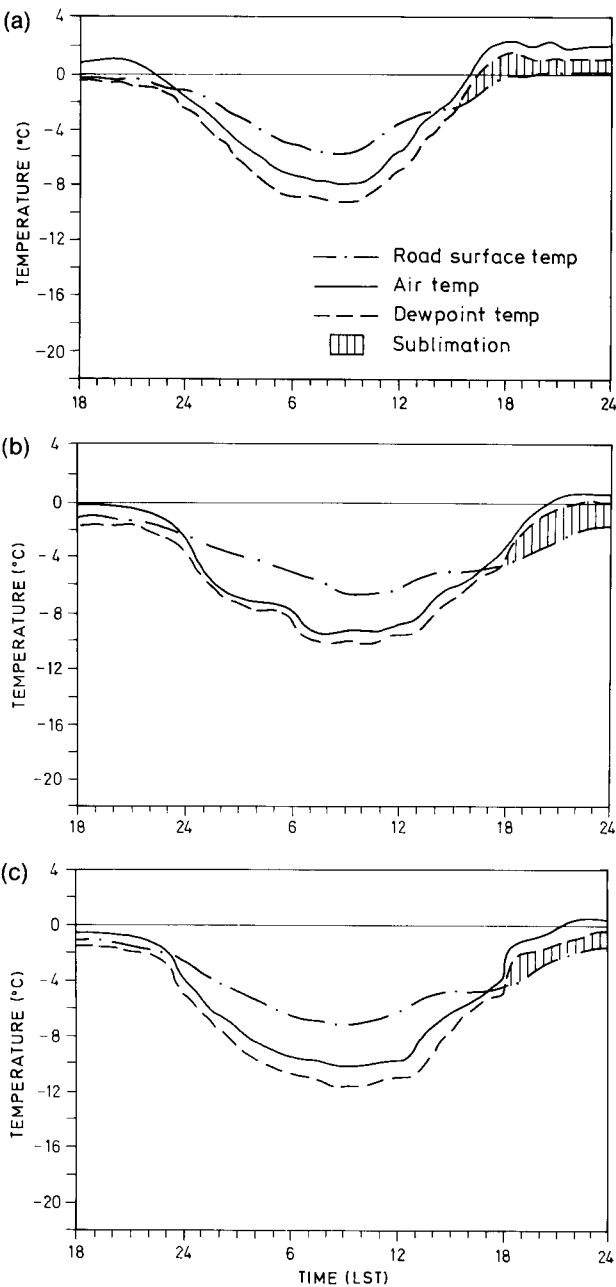 (a)
4
0
-4
-8
-12
-16
-20
TEMPERATURE (°C)
Road surface temp
Air temp
Dewpoint temp
Sublimation
18 24 6 12 18 24
(b)
4
0
-4
-8
-12
-16
-20
TEMPERATURE (°C)
18 24 6 12 18 24
(c)
4
0
-4
-8
-12
-16
-20
TEMPERATURE (°C)
18 24 6 12 18 24
TIME (LST)